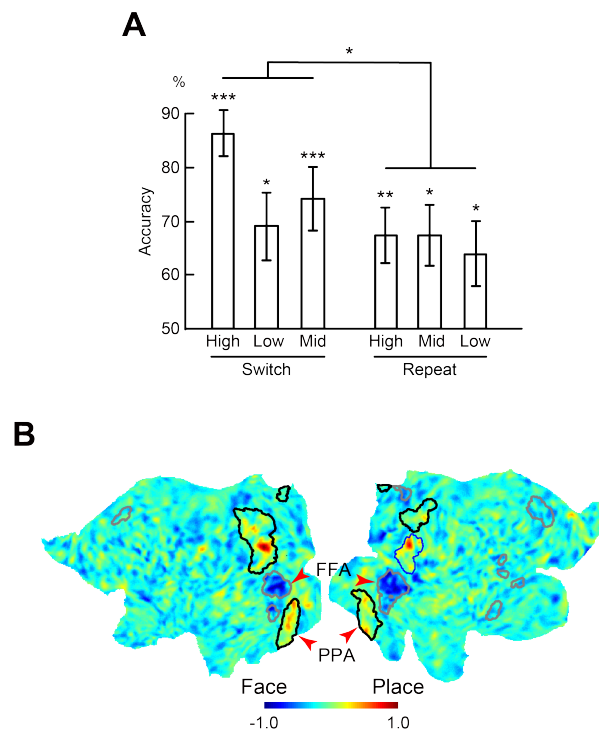 A
%
*
90
80
70
60
50
Accuracy
***
*
***
**
*
*
High Low Mid High Mid Low
Switch Repeat
B
FFA
PPA
Face Place
-1.0 1.0